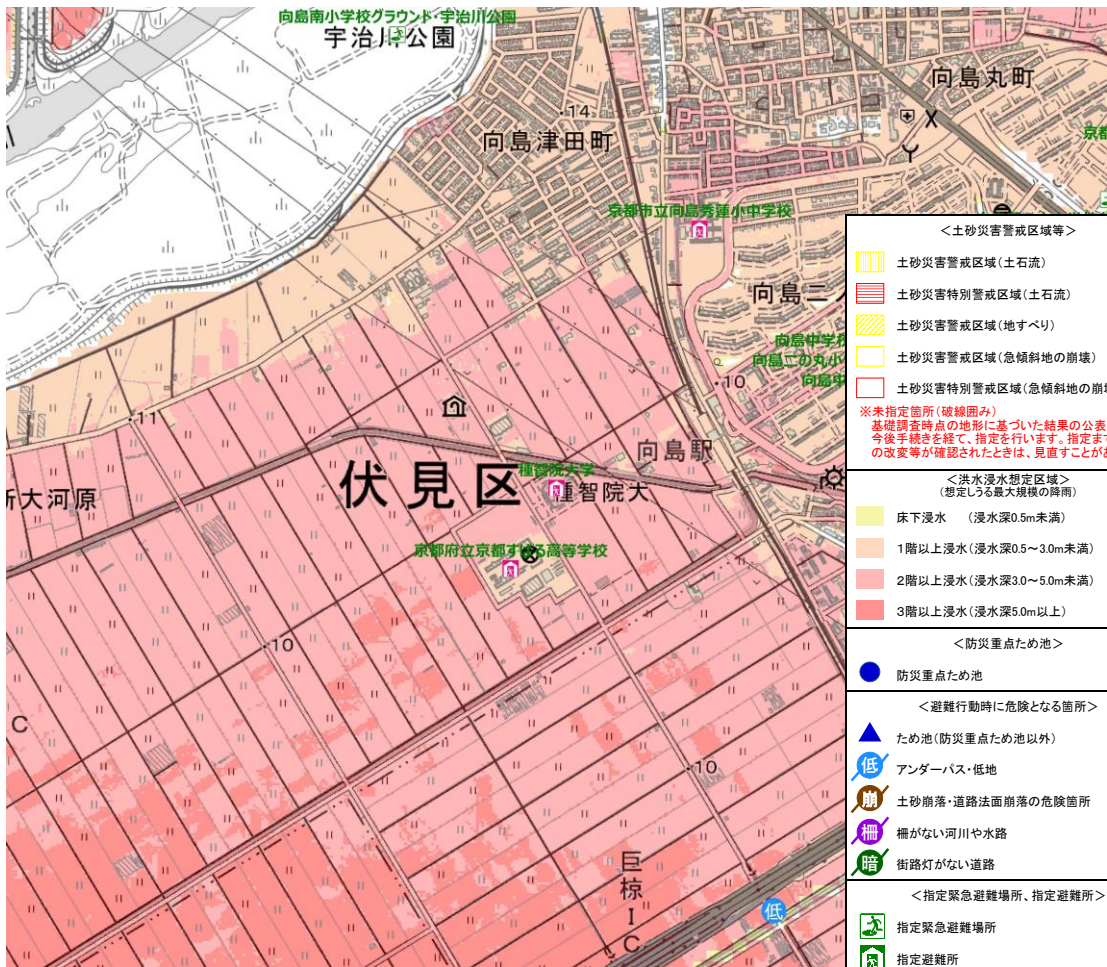 向島南小学校グラウンド・宇治川公園
宇治川公園
向島丸町
・14
向島津田町
京都
京都市立向島秀蓮小中学校
向島二
向島中学校
向島二の丸小
向島中
・10
・11
向島駅
伏見区
種智院大学
種智院大
新大河原
京都府立京都すばる高等学校
・10
C
・10
巨椋IC
低
＜土砂災害警戒区域等＞
土砂災害警戒区域（土石流）
土砂災害特別警戒区域（土石流）
土砂災害警戒区域（地すべり）
土砂災害警戒区域（急傾斜地の崩壊）
土砂災害特別警戒区域（急傾斜地の崩壊
※未指定箇所（破線囲み）
基礎調査時点の地形に基づいた結果の公表
今後手続きを経て、指定を行います。指定まで
の改変等が確認されたときは、見直すことがあ
＜洪水浸水想定区域＞
（想定しうる最大規模の降雨）
床下浸水　（浸水深0.5m未満）
1階以上浸水（浸水深0.5～3.0m未満）
2階以上浸水（浸水深3.0～5.0m未満）
3階以上浸水（浸水深5.0m以上）
＜防災重点ため池＞
防災重点ため池
＜避難行動時に危険となる箇所＞
ため池（防災重点ため池以外）
低 アンダーパス・低地
崩 土砂崩落・道路法面崩落の危険箇所
柵 柵がない河川や水路
暗 街路灯がない道路
＜指定緊急避難場所、指定避難所＞
指定緊急避難場所
指定避難所